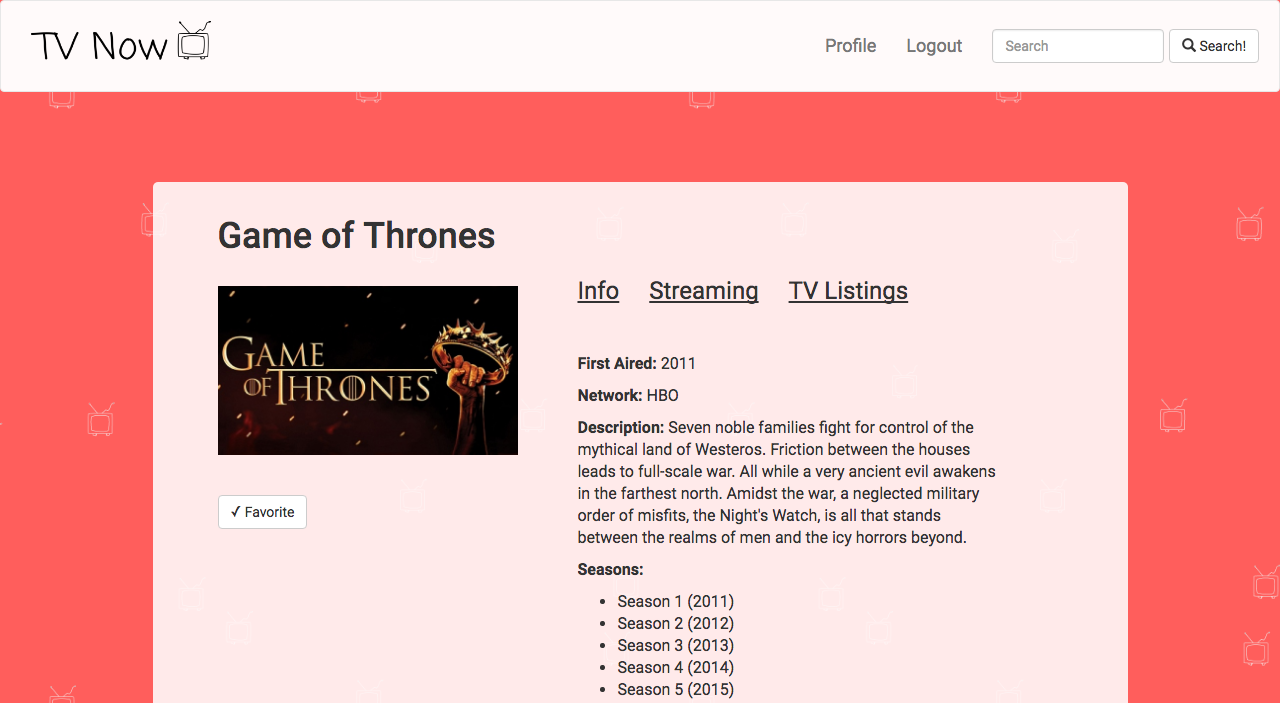 TV Now
Profile Logout Search Search!
Game of Thrones
GAME OF THRONES
✓ Favorite
Info Streaming TV Listings
First Aired: 2011
Network: HBO
Description: Seven noble families fight for control of the
mythical land of Westeros. Friction between the houses
leads to full-scale war. All while a very ancient evil awakens
in the farthest north. Amidst the war, a neglected military
order of misfits, the Night's Watch, is all that stands
between the realms of men and the icy horrors beyond.
Seasons:
• Season 1 (2011)
• Season 2 (2012)
• Season 3 (2013)
• Season 4 (2014)
• Season 5 (2015)